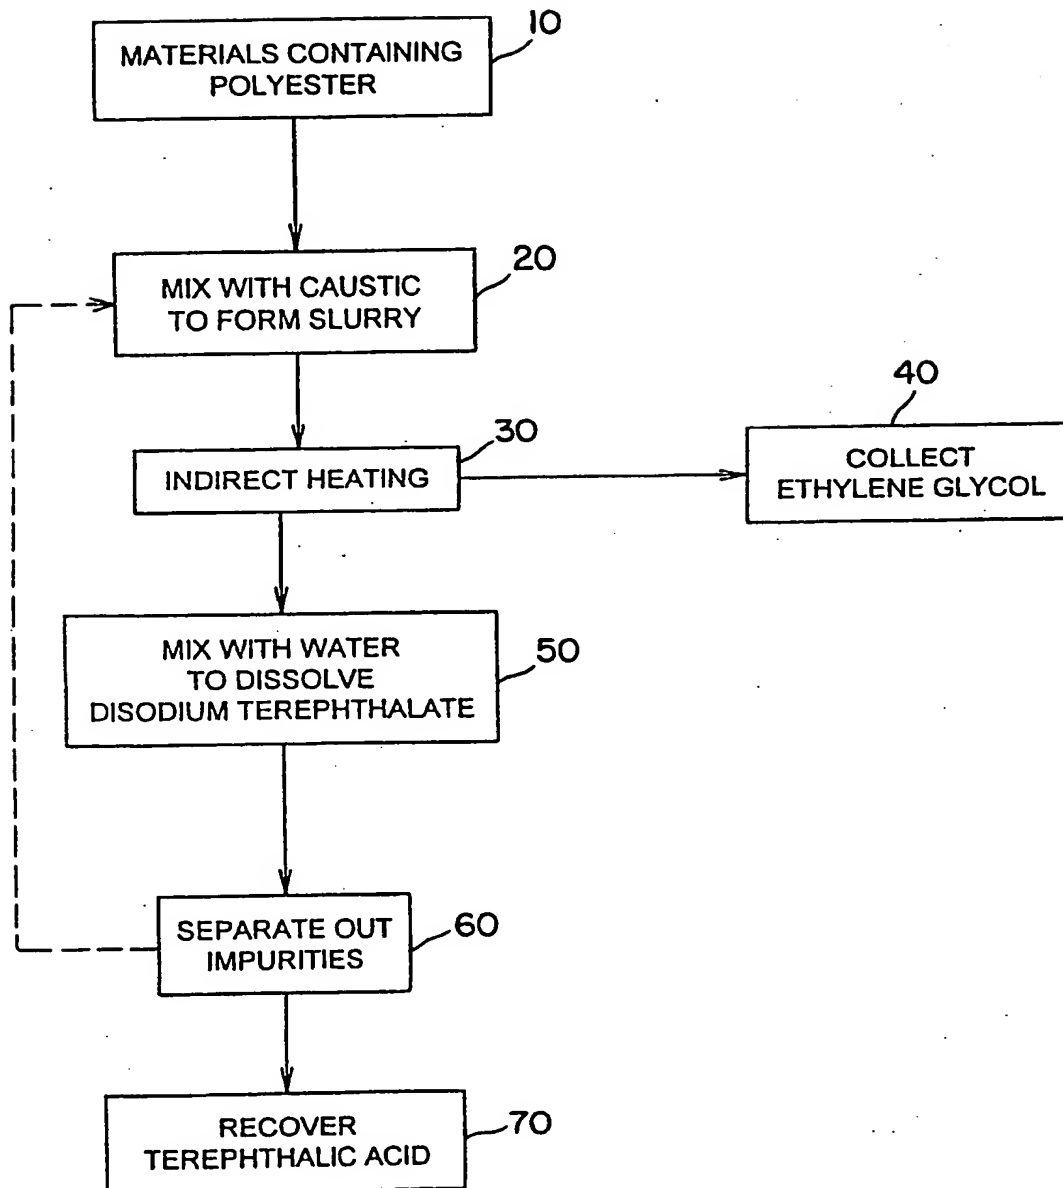 10
MATERIALS CONTAINING
POLYESTER
20
MIX WITH CAUSTIC
TO FORM SLURRY
30
INDIRECT HEATING
40
COLLECT
ETHYLENE GLYCOL
50
MIX WITH WATER
TO DISSOLVE
DISODIUM TEREPHTHALATE
60
SEPARATE OUT
IMPURITIES
70
RECOVER
TEREPHTHALIC ACID